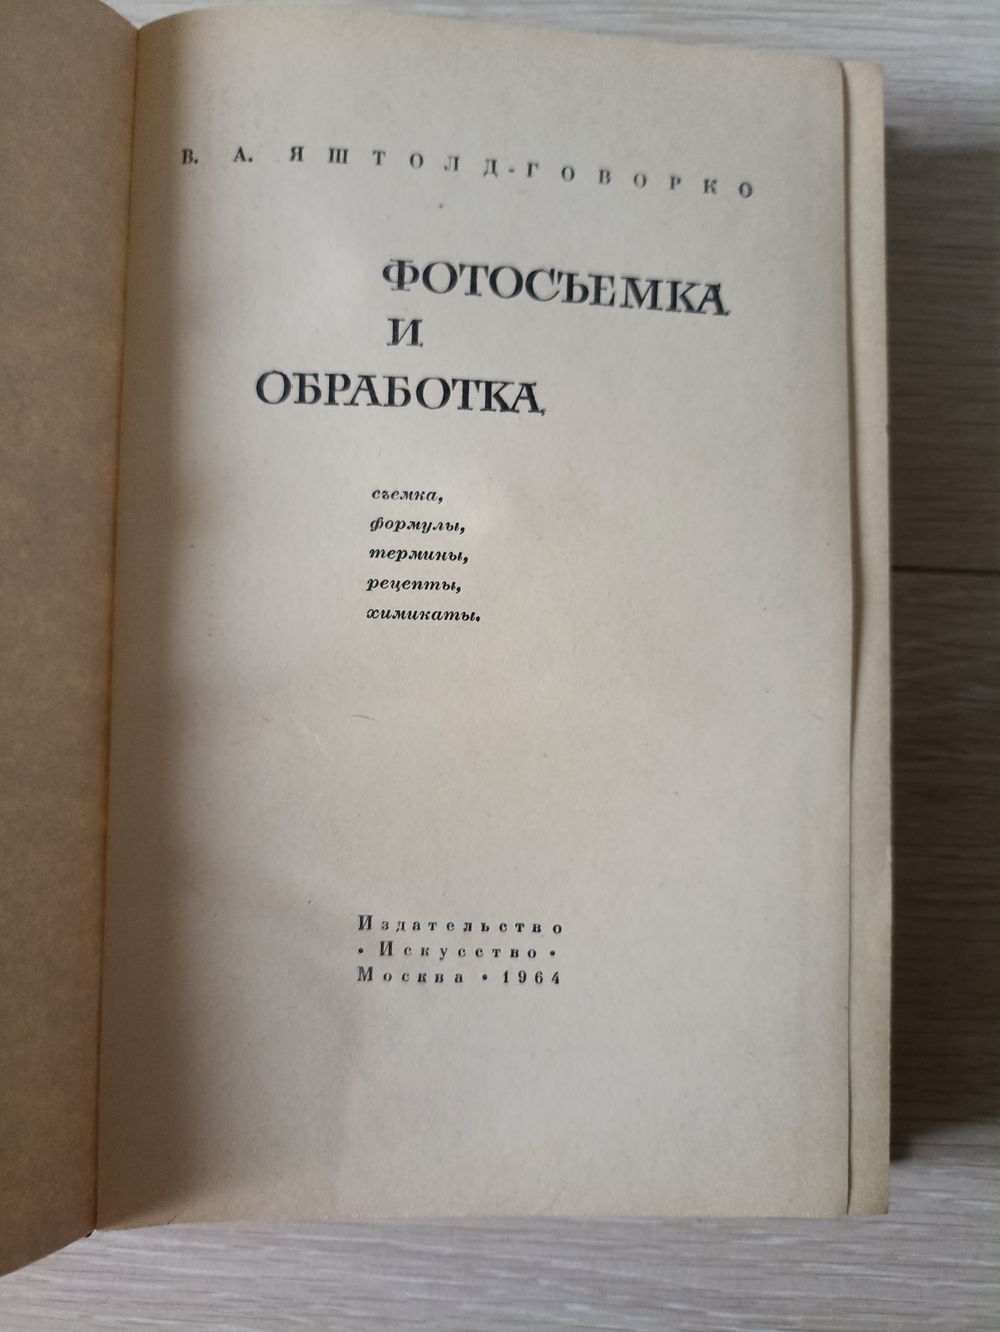 В. А. ЯШТОЛД-ГОВОРКО
ФОТОСЪЕМКА
И
ОБРАБОТКА
съемка,
формулы,
термины,
рецепты,
химикаты.
Издательство
• Искусство •
Москва • 1964